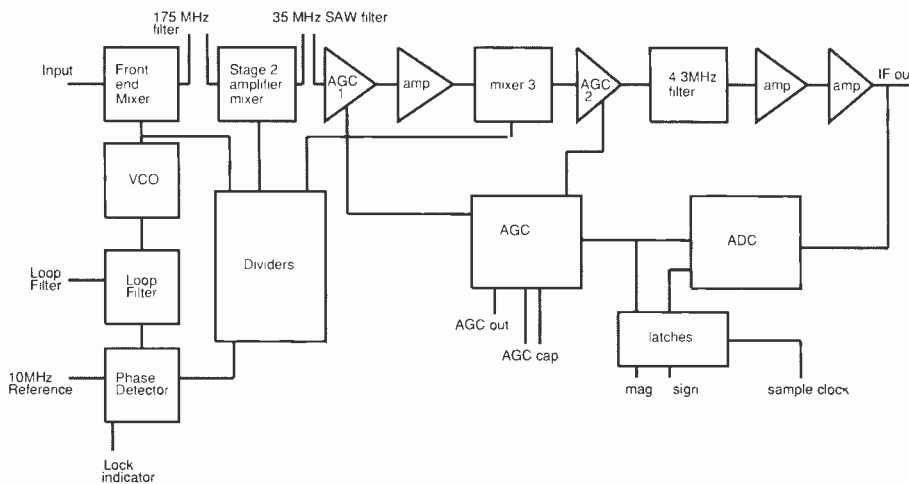 175 MHz
filter
35 MHz SAW filter
Input
Front
end
Mixer
Stage 2
amplifier
mixer
AGC
1
amp
mixer 3
AGC
2
4 3MHz
filter
amp
amp
IF ou
VCO
Dividers
AGC
ADC
Loop
Filter
Loop
Filter
AGC out
AGC cap
latches
10MHz
Reference
Phase
Detector
mag
sign
sample clock
Lock
indicator